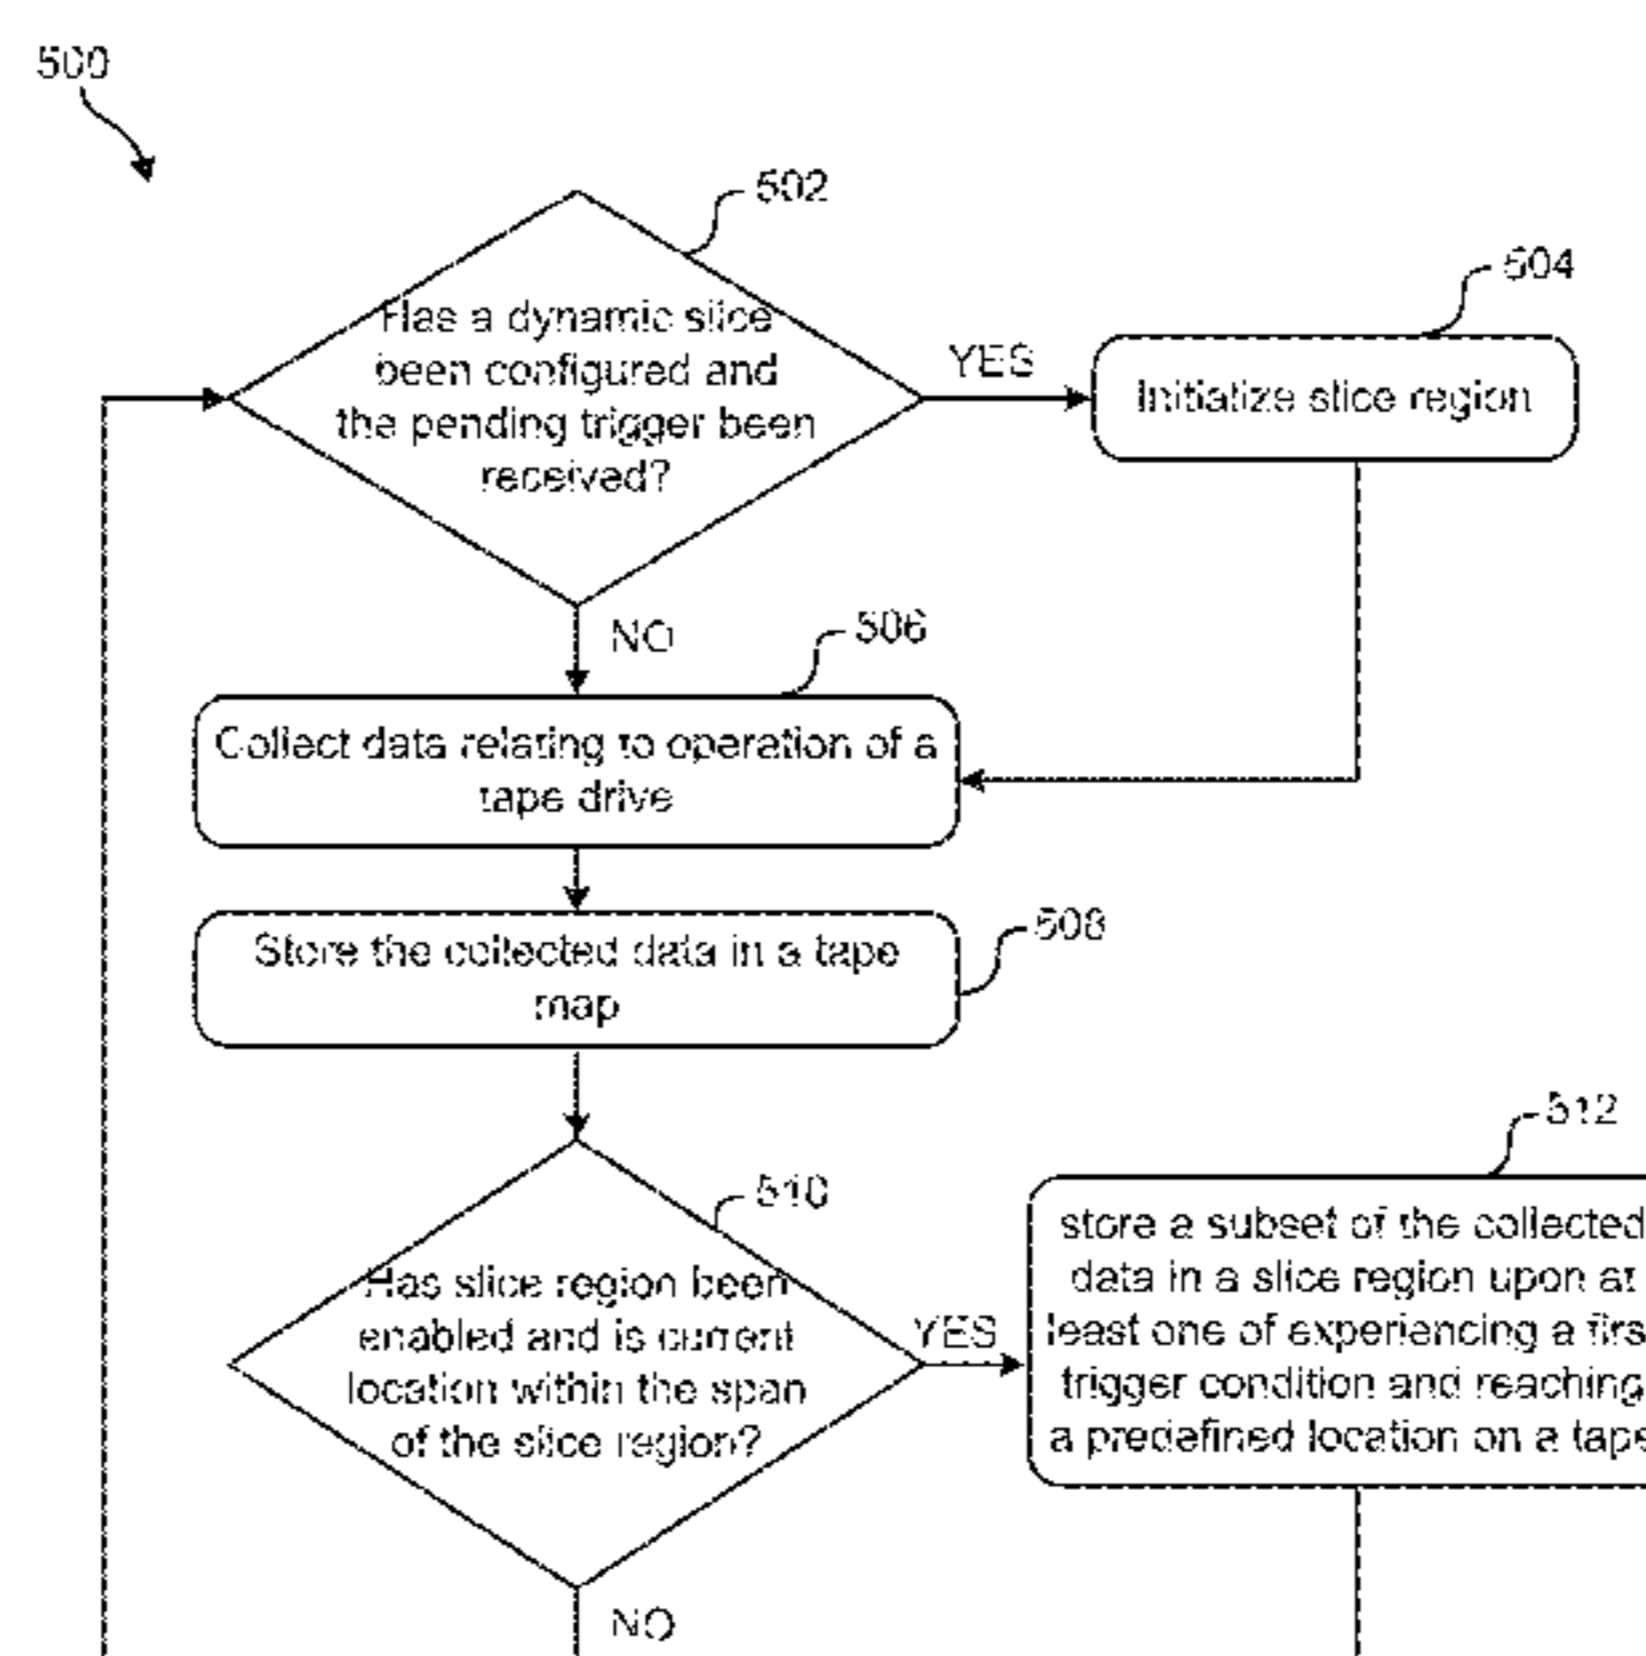 500
502
Has a dynamic slice
been configured and
the pending trigger been
received?
YES
504
Initialize slice region
NO
506
Collect data relating to operation of a
tape drive
508
Store the collected data in a tape
map
510
Has slice region been
enabled and is current
location within the span
of the slice region?
YES
512
store a subset of the collected
data in a slice region upon at
least one of experiencing a firs
trigger condition and reaching
a predefined location on a tape
NO